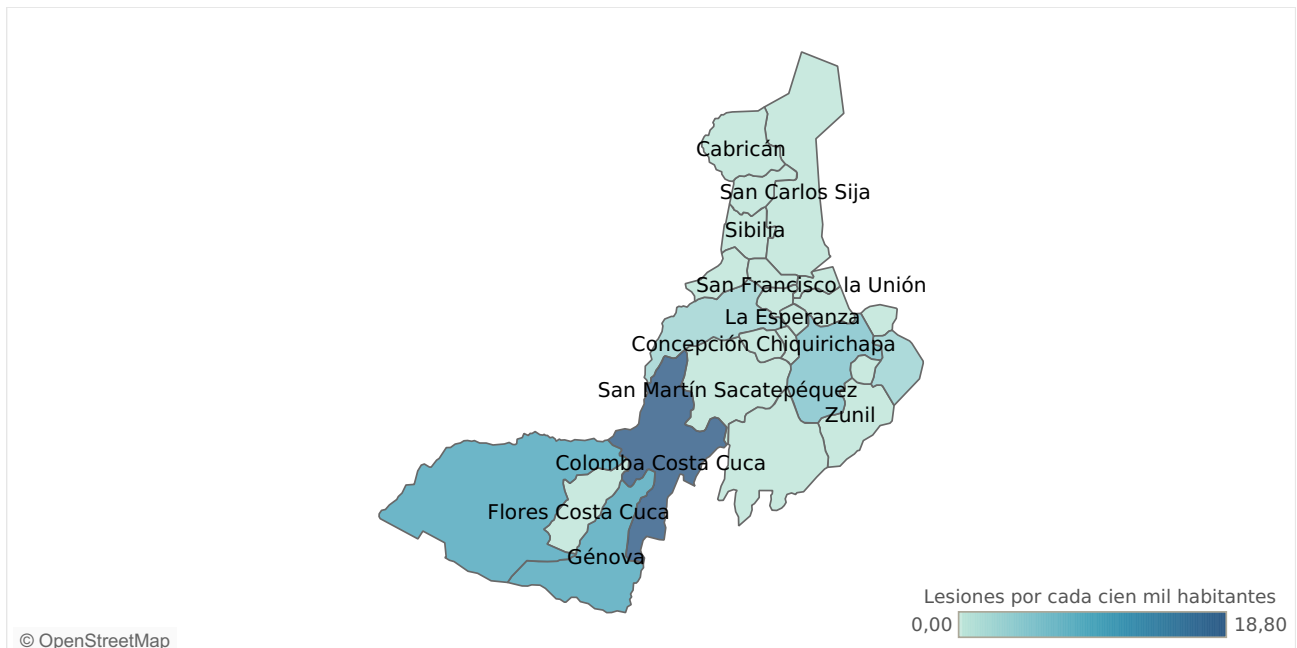 Cabricán
San Carlos Sija
Sibilia
San Francisco la Unión
La Esperanza
Concepción Chiquirichapa
San Martín Sacatepéquez
Zunil
Colomba Costa Cuca
Flores Costa Cuca
Génova
Lesiones por cada cien mil habitantes
0,00 18,80
© OpenStreetMap